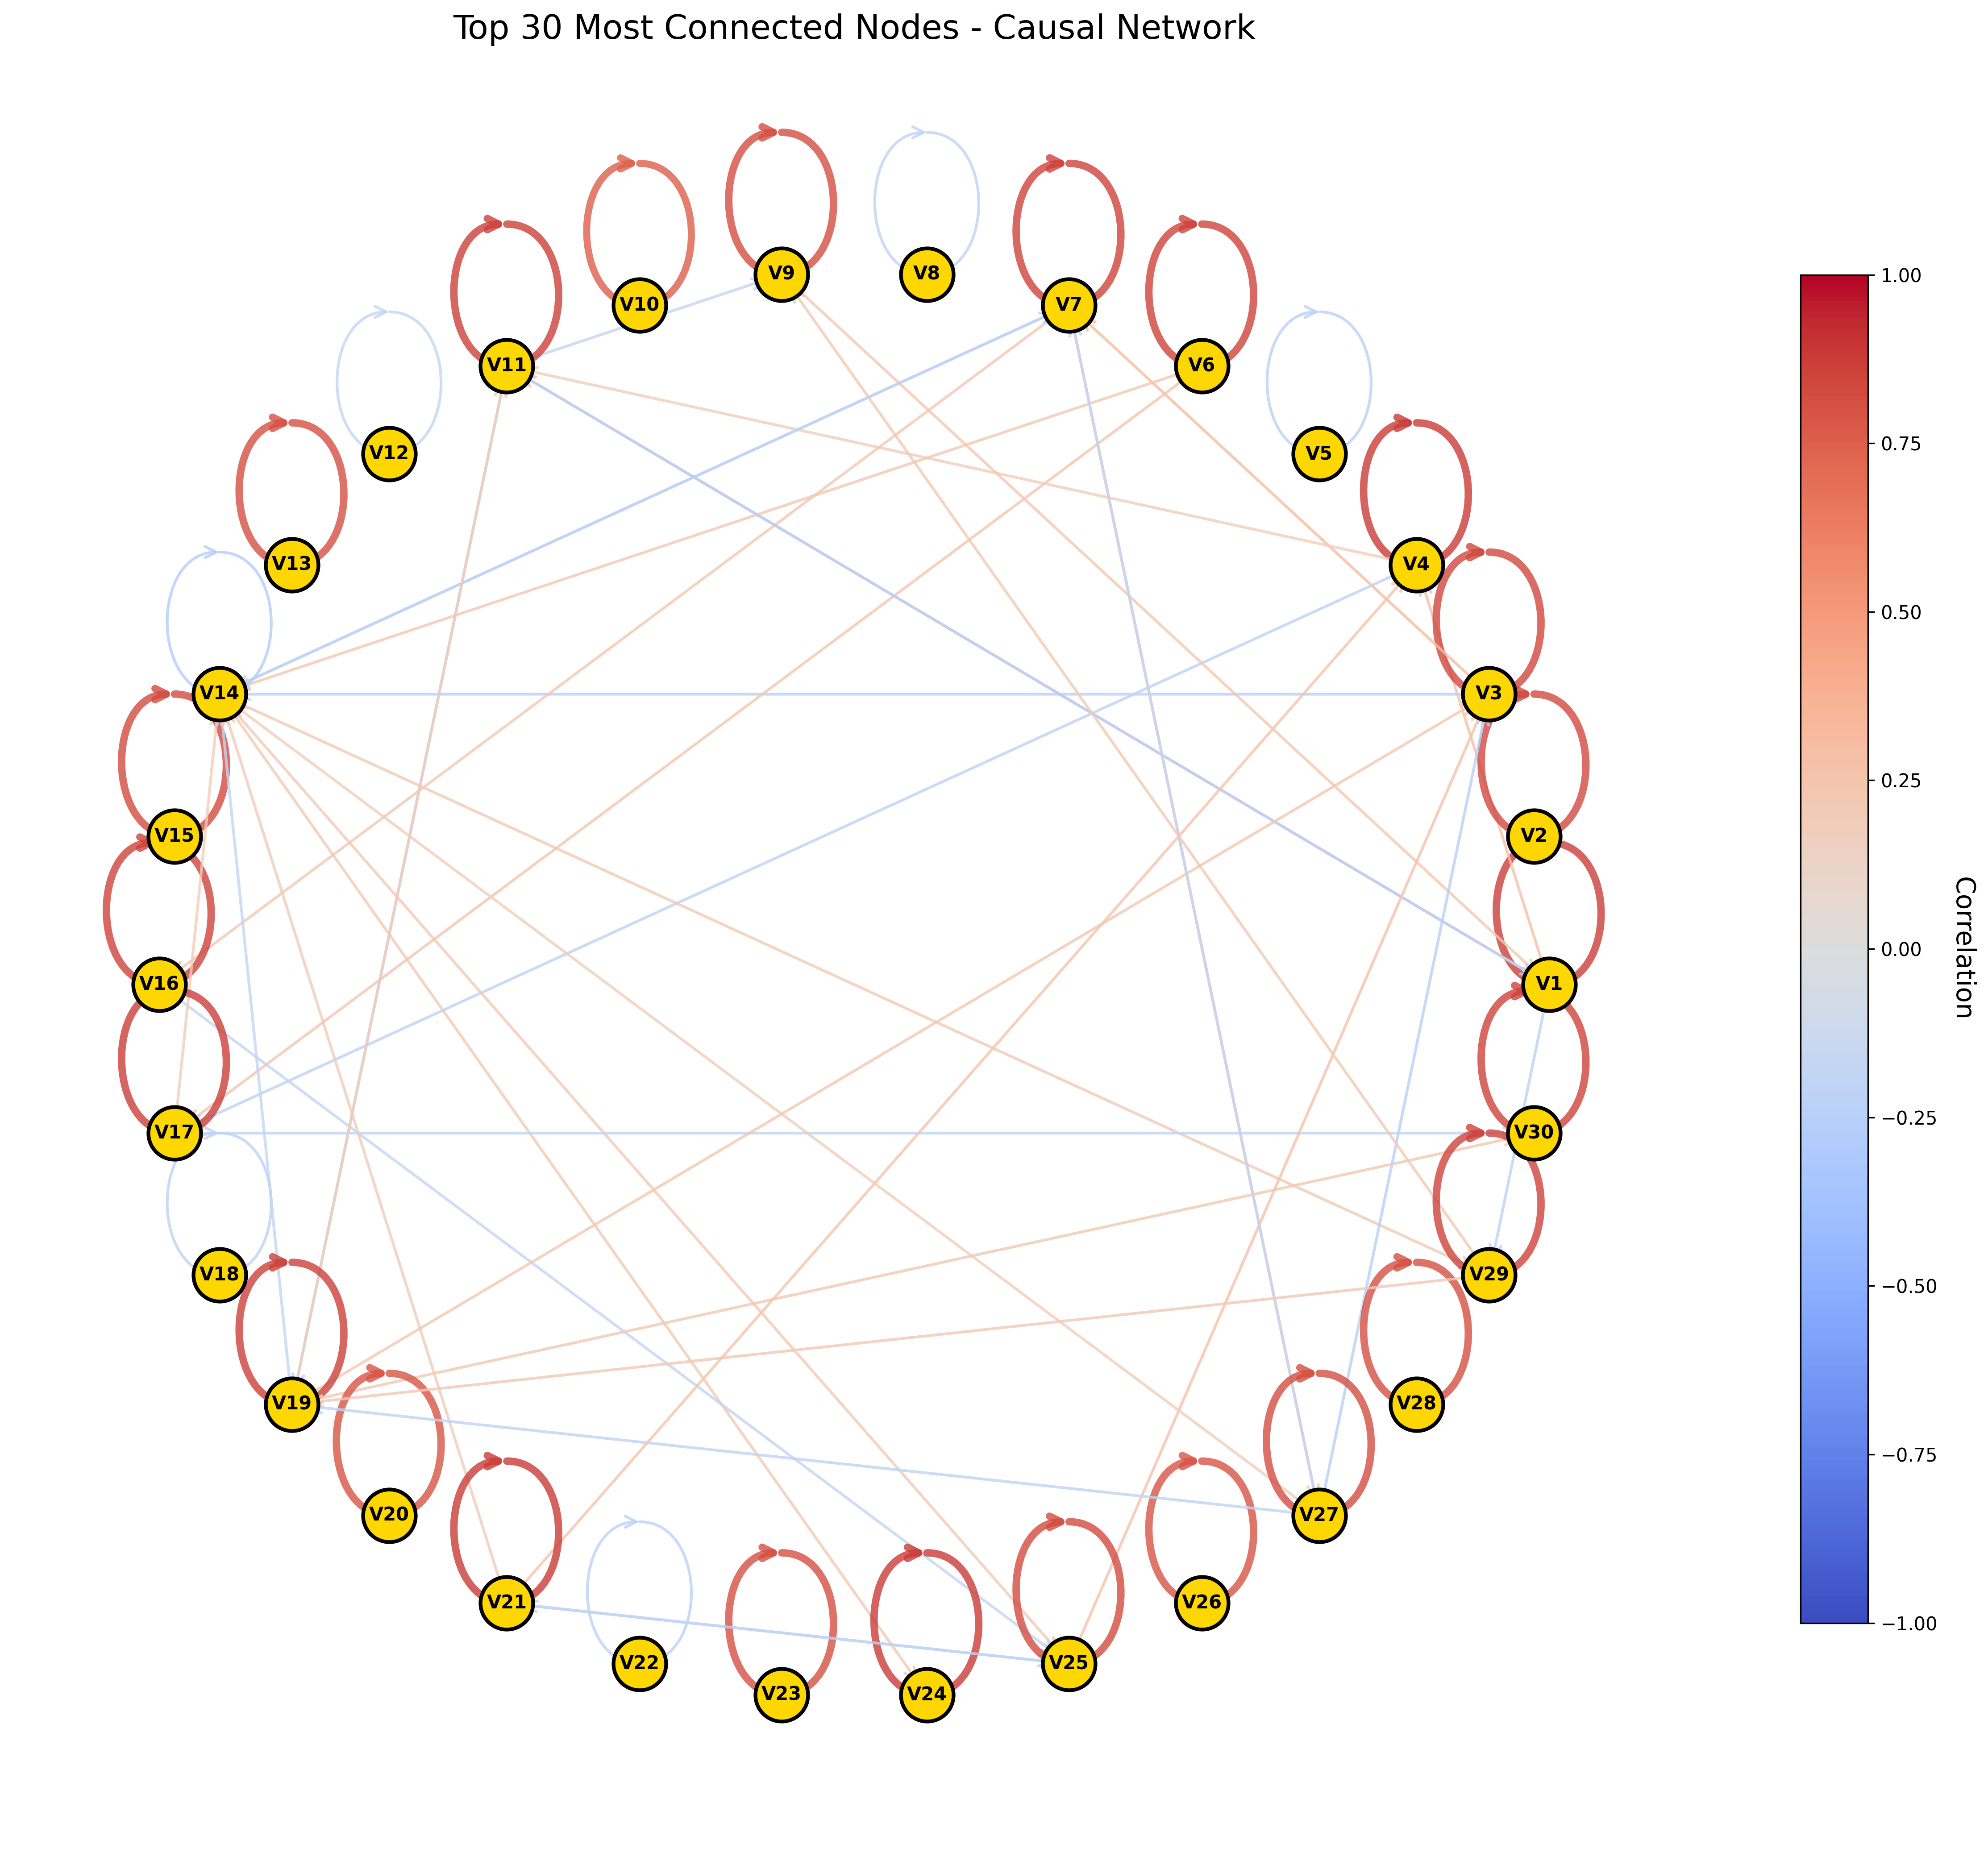 Top 30 Most Connected Nodes - Causal Network
V9
V8
V10
V7
V11
V6
V12
V5
V13
V4
V14
V3
V15
V2
V16
V1
V17
V30
V18
V29
V19
V28
V20
V27
V21
V26
V22
V25
V23
V24
1.00
0.75
0.50
0.25
0.00
−0.25
−0.50
−0.75
−1.00
Correlation